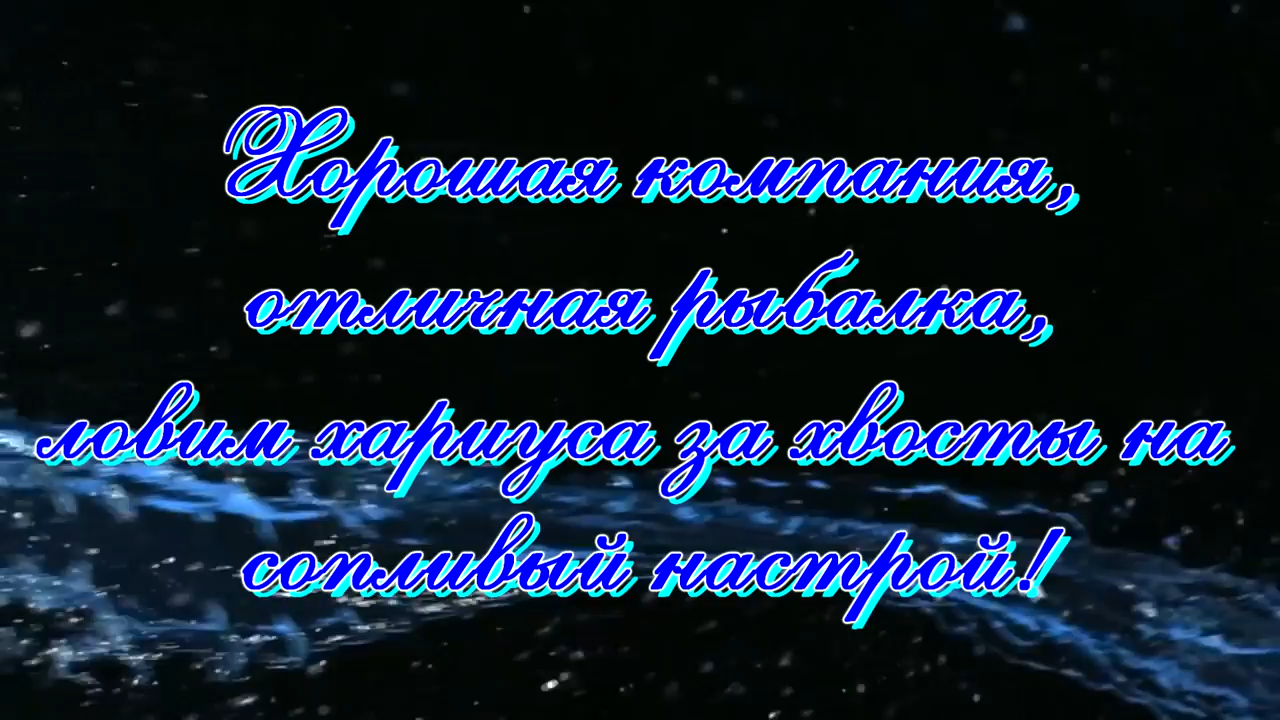 Хорошая компания,
отличная рыбалка,
ловим хариуса за хвосты на
сопливый настрой!